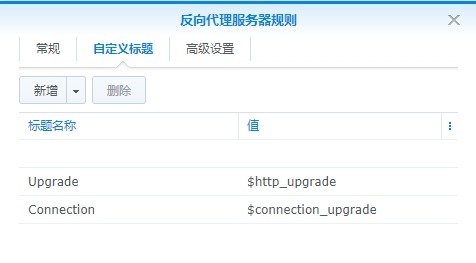 反向代理服务器规则
常规 自定义标题 高级设置
新增 删除
标题名称 值
Upgrade $http_upgrade
Connection $connection_upgrade